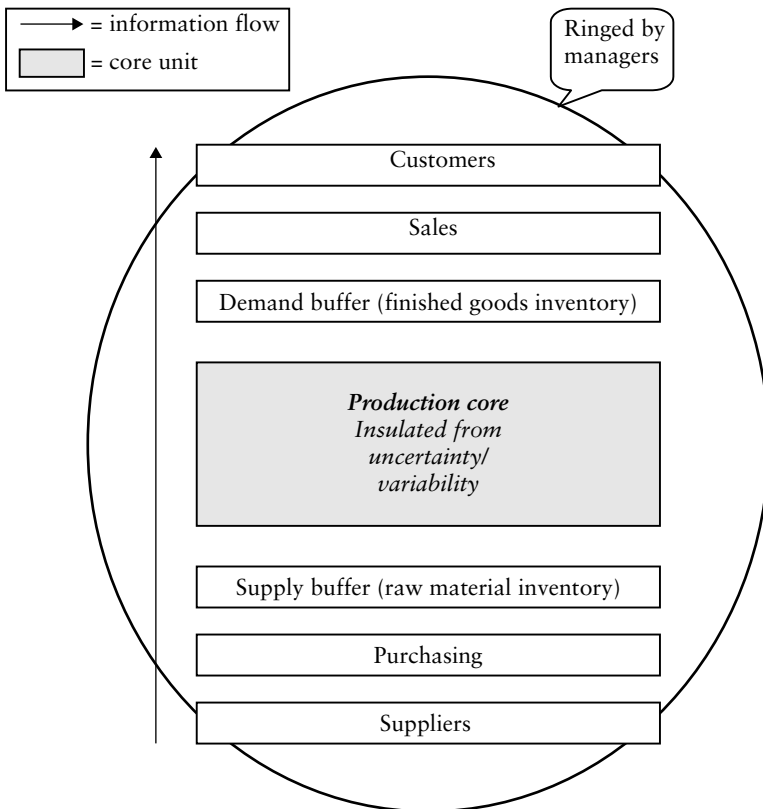 = information flow
= core unit
Ringed by
managers
Customers
Sales
Demand buffer (finished goods inventory)
Production core
Insulated from
uncertainty/
variability
Supply buffer (raw material inventory)
Purchasing
Suppliers